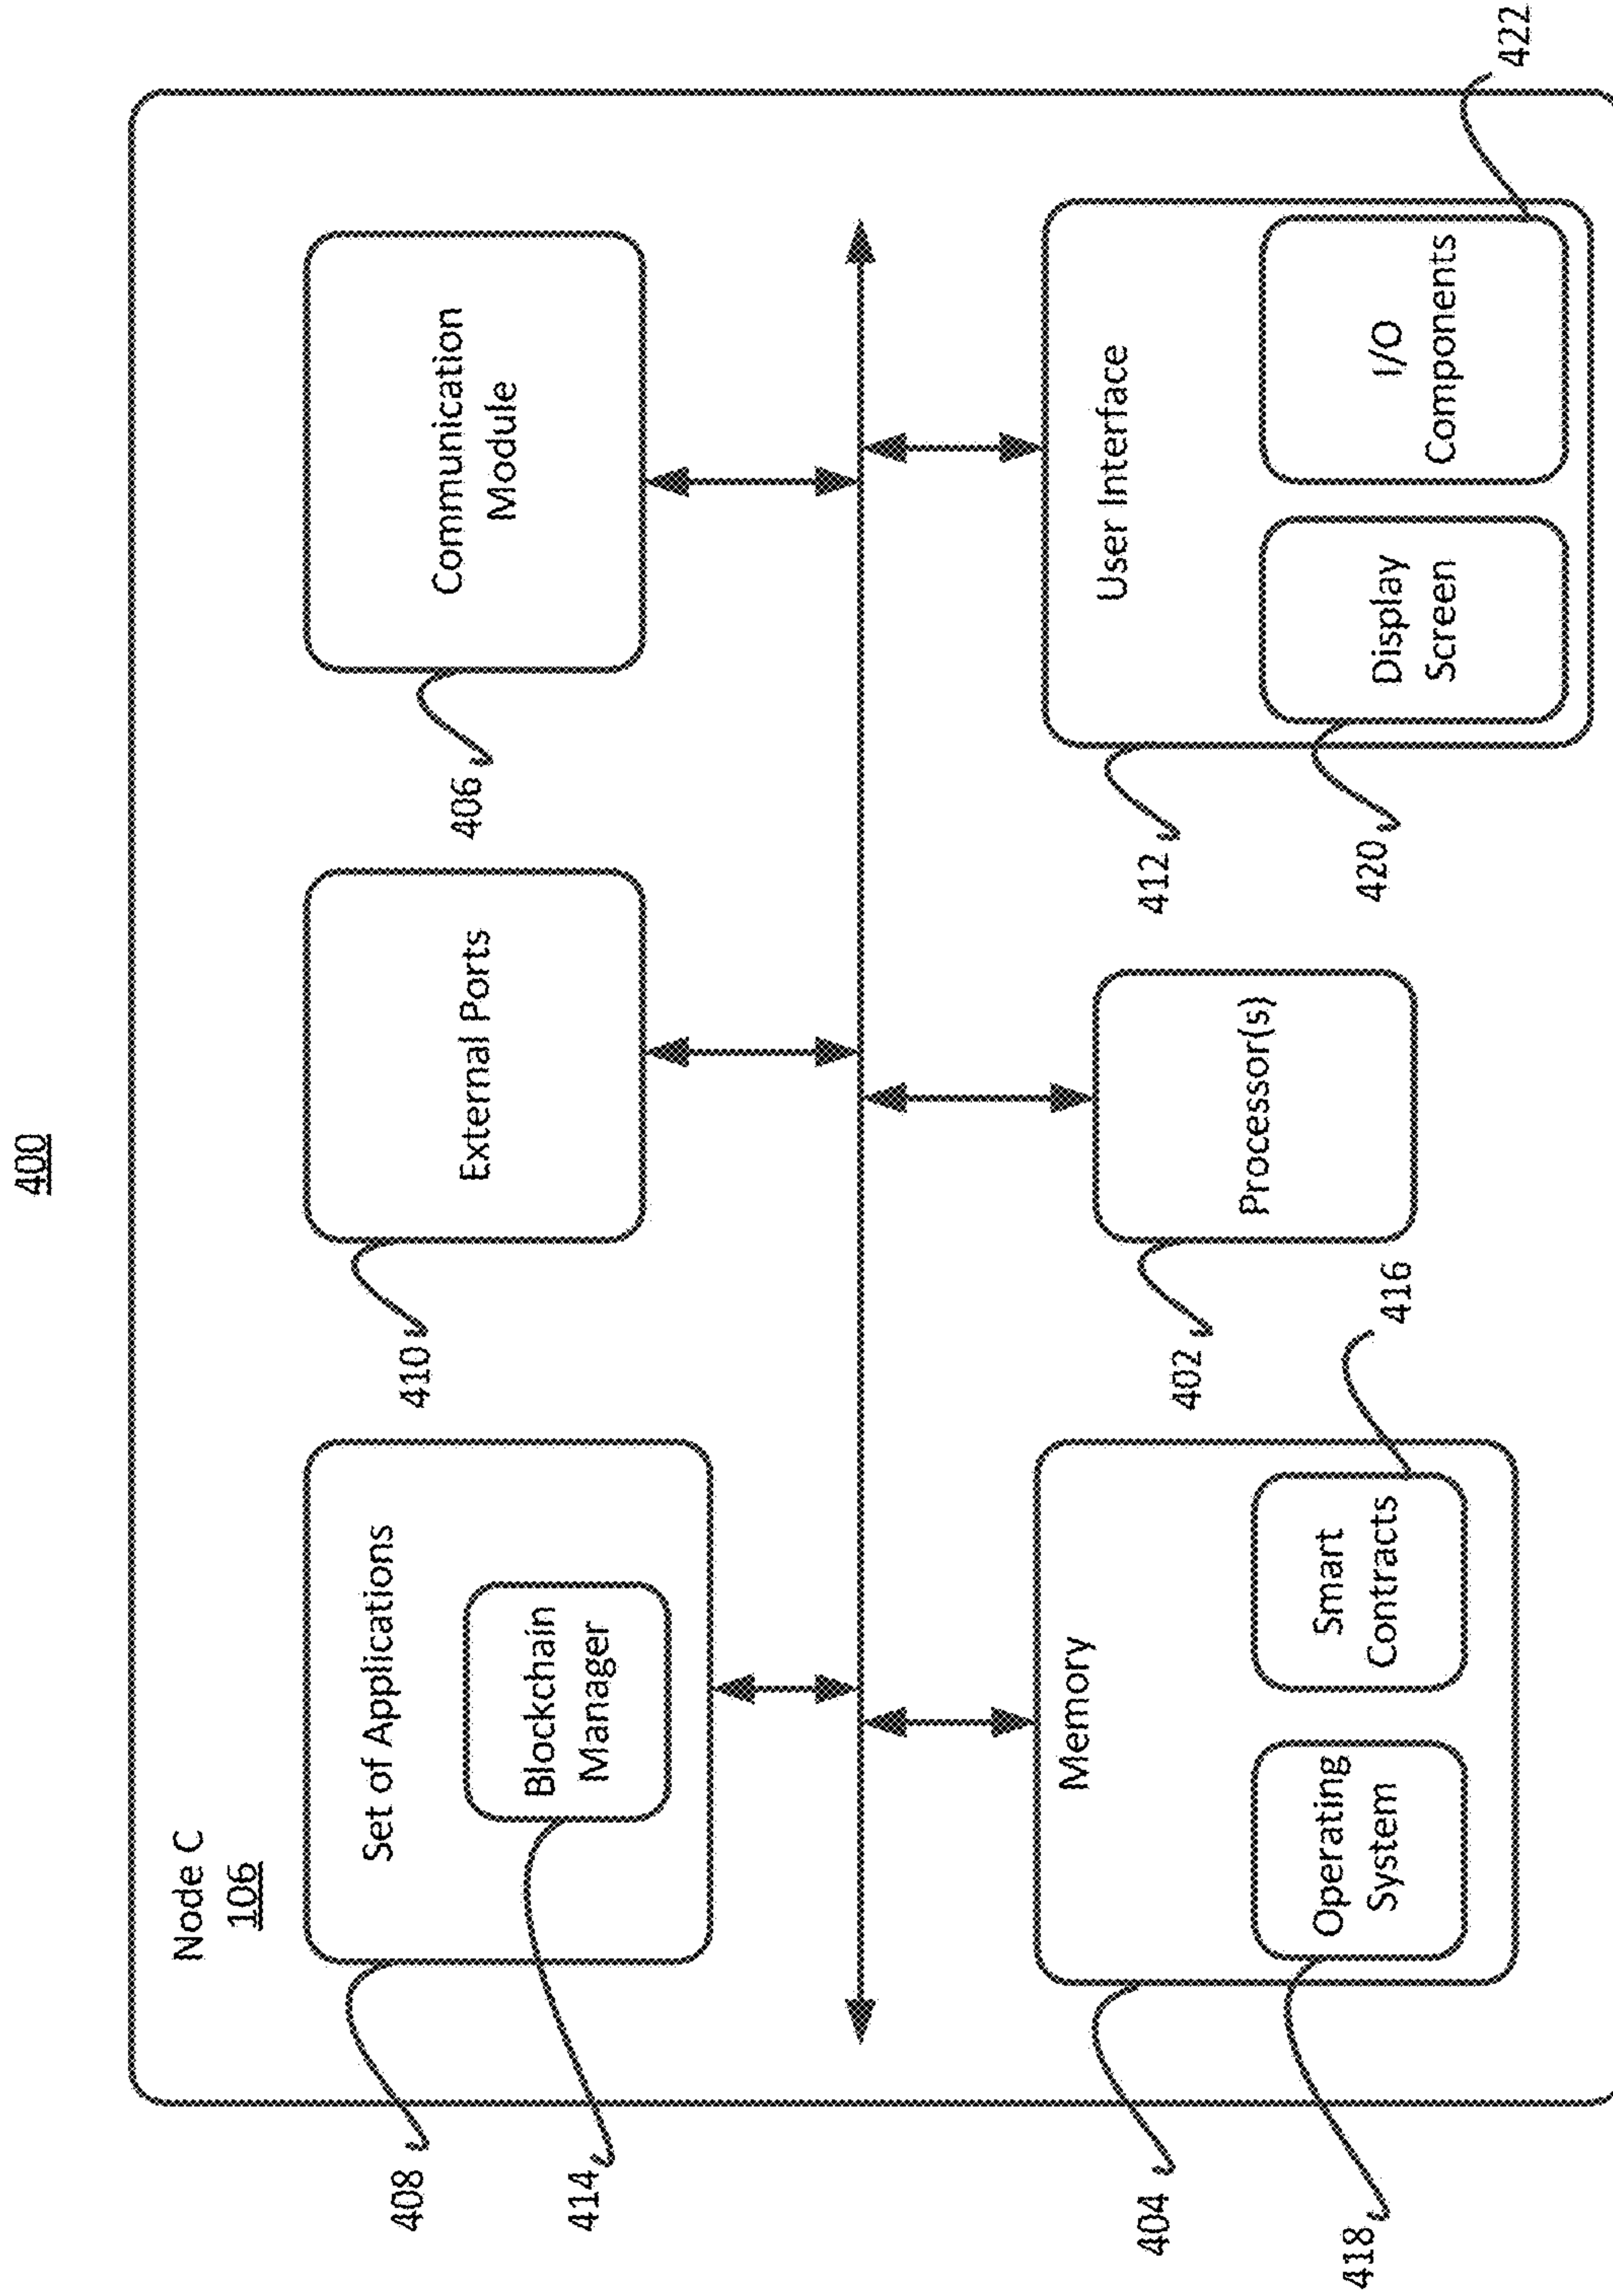 400
Node C
106
Set of Applications
Blockchain
Manager
408
414
External Ports
410
Communication
Module
406
Memory
Operating
System
Smart
Contracts
404
418
416
Processor(s)
402
User Interface
Display
Screen
I/O
Components
412
420
422